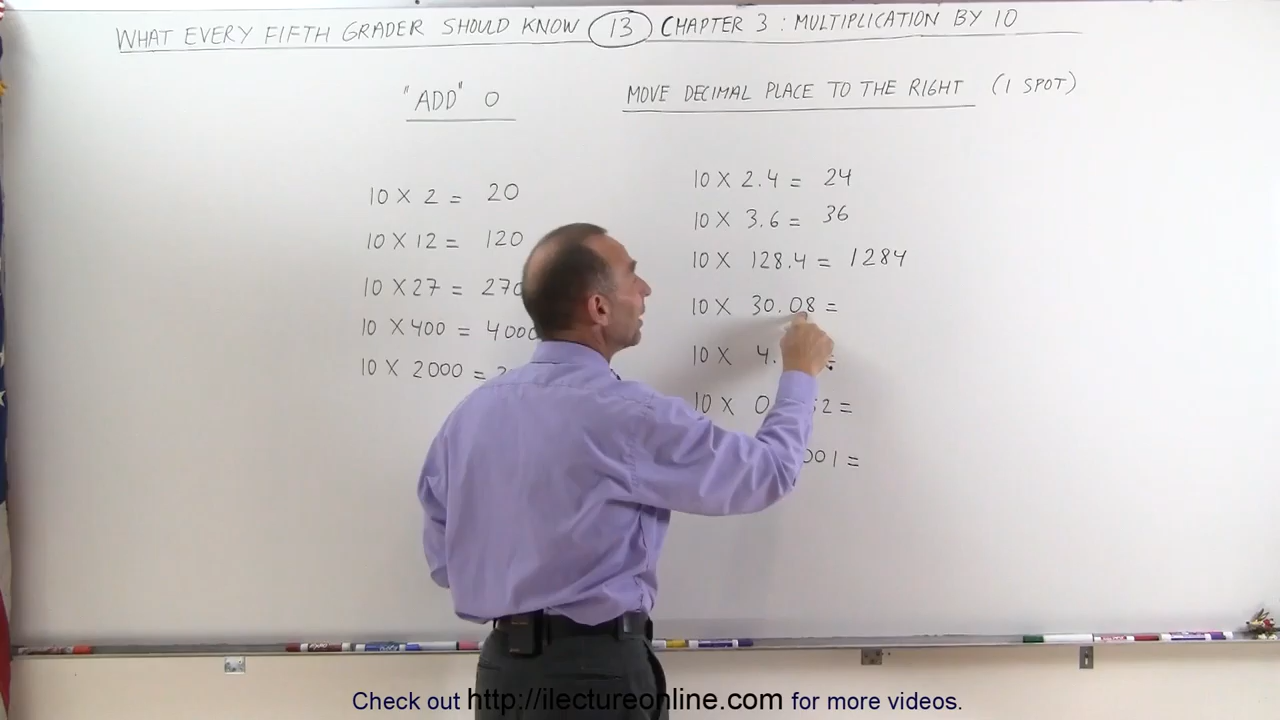 WHAT EVERY FIFTH GRADER SHOULD KNOW 13 CHAPTER 3 : MULTIPLICATION BY 10
"ADD" 0
10 X 2 = 20
10 X 12 = 120
10 X 27 = 270
10 X 400 = 4000
10 X 2000 =
MOVE DECIMAL PLACE TO THE RIGHT (1 SPOT)
10 X 2.4 = 24
10 X 3.6 = 36
10 X 128.4 = 1284
10 X 30.08 =
10 X 4.
10 X 0 52 =
001 =
Check out http://ilectureonline.com for more videos.